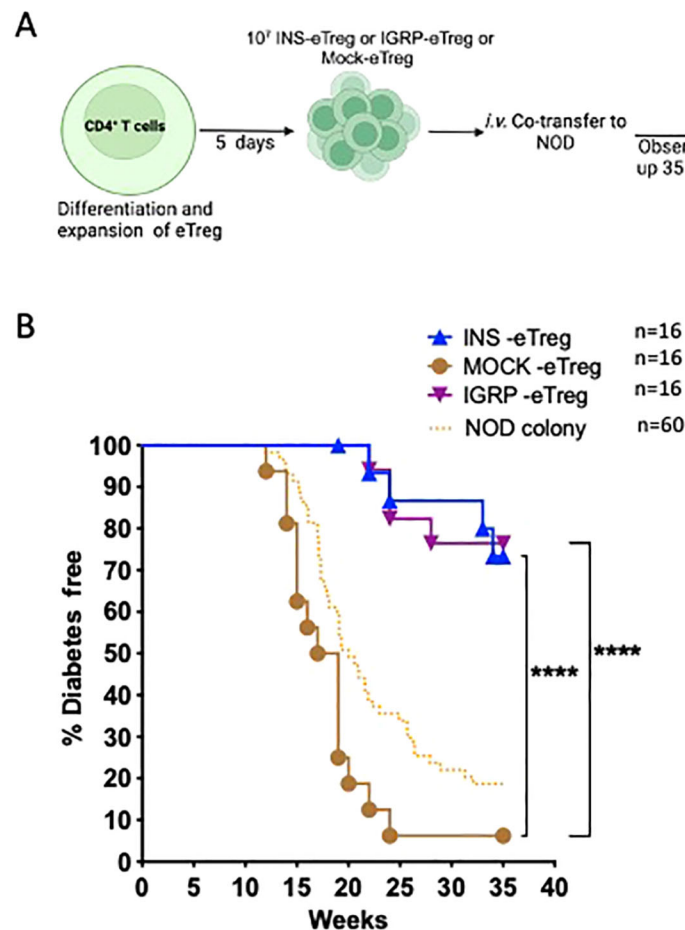 A
10⁷ INS-eTreg or IGRP-eTreg or
Mock-eTreg
CD4⁺ T cells
5 days
i.v. Co-transfer to
NOD
Obser
up 35
Differentiation and
expansion of eTreg
B
INS -eTreg n=16
MOCK -eTreg n=16
IGRP -eTreg n=16
NOD colony n=60
100
90
80
70
60
50
40
30
20
10
0
% Diabetes free
****
****
0 5 10 15 20 25 30 35 40
Weeks